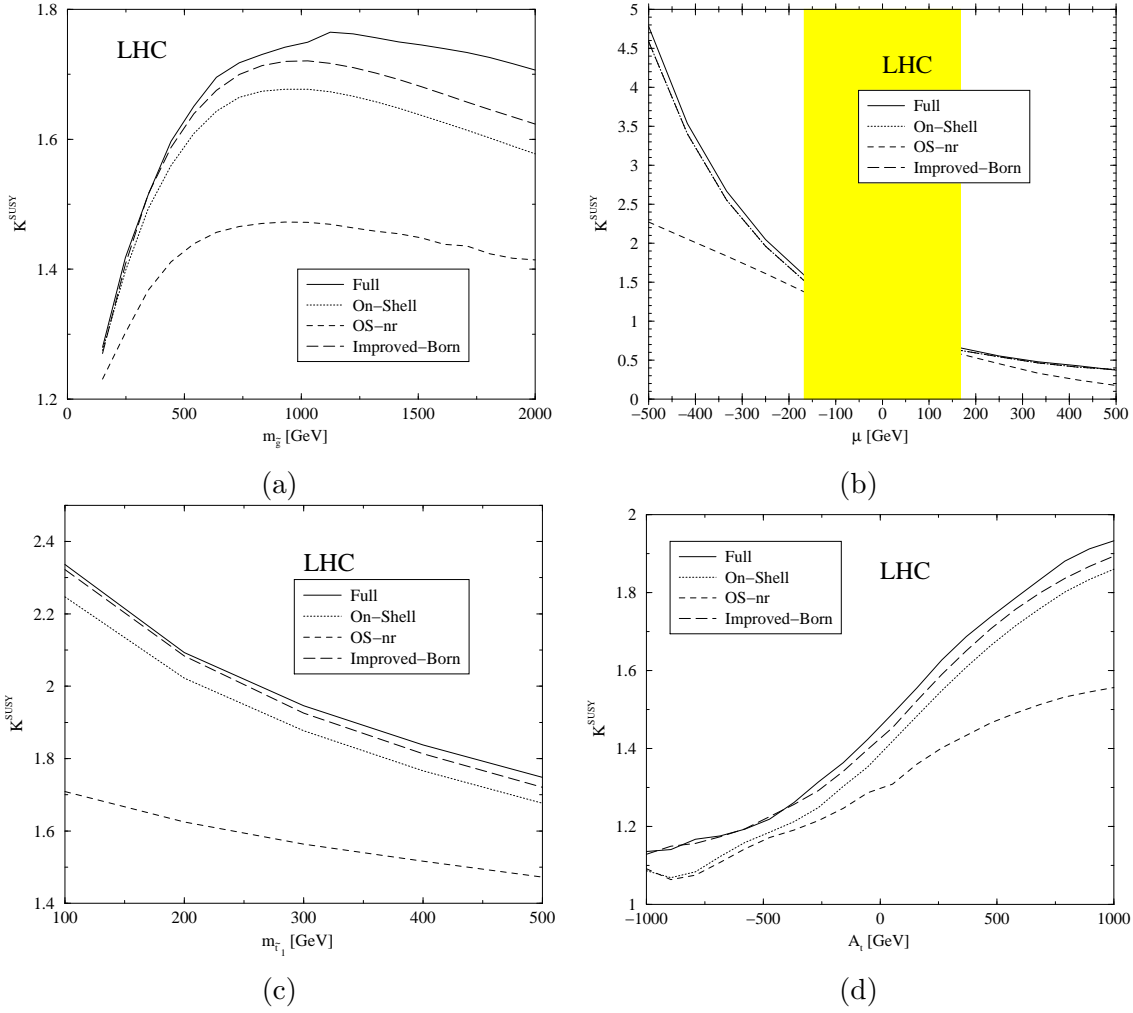 1.8
1.6
1.4
1.2
K^SUSY
LHC
Full
On−Shell
OS−nr
Improved−Born
0 500 1000 1500 2000
m_g̃ [GeV]
(a)
5
4.5
4
3.5
3
2.5
2
1.5
1
0.5
0
K^SUSY
LHC
Full
On−Shell
OS−nr
Improved−Born
−500 −400 −300 −200 −100 0 100 200 300 400 500
μ [GeV]
(b)
2.4
2.2
2
1.8
1.6
1.4
K^SUSY
LHC
Full
On−Shell
OS−nr
Improved−Born
100 200 300 400 500
m_t̃_1 [GeV]
(c)
2
1.8
1.6
1.4
1.2
1
K^SUSY
Full
On−Shell
OS−nr
Improved−Born
LHC
−1000 −500 0 500 1000
A_t [GeV]
(d)